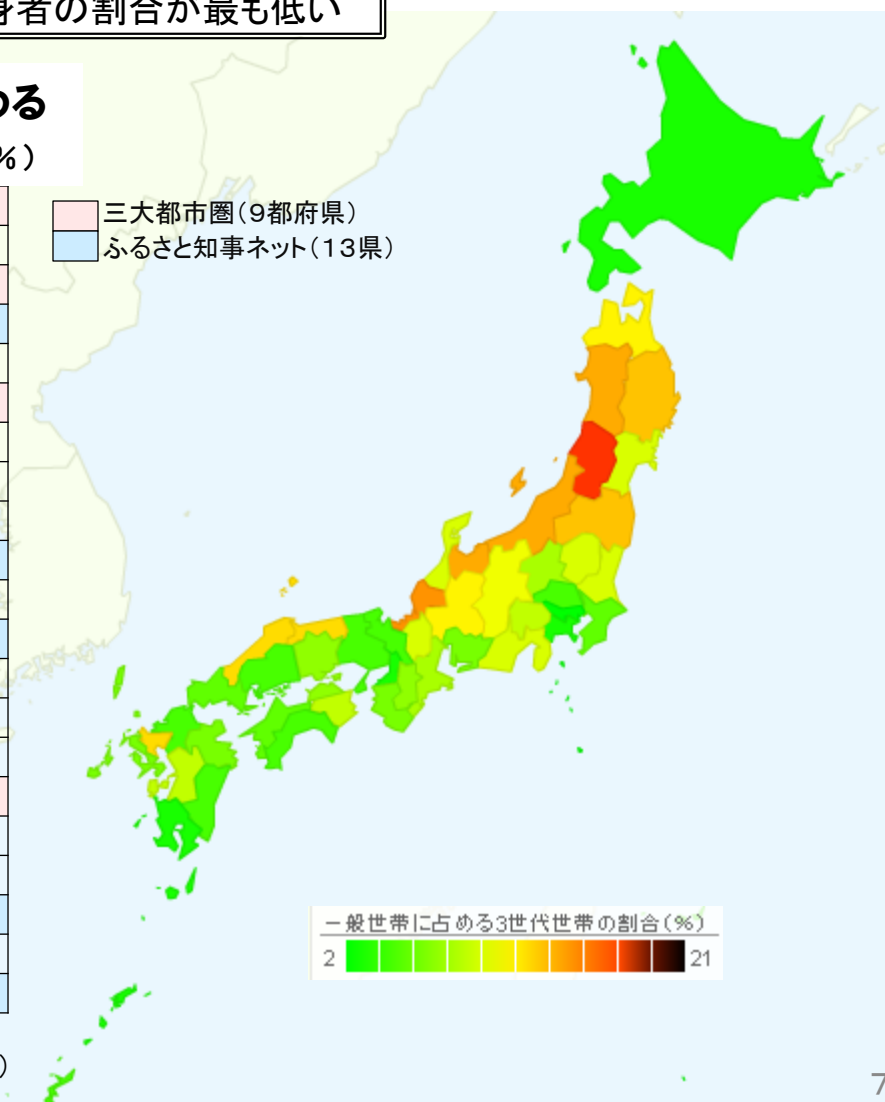 身者の割合が最も低い
める
%)
三大都市圏(9都府県)
ふるさと知事ネット(13県)
一般世帯に占める3世代世帯の割合(%)
2 21
)
7